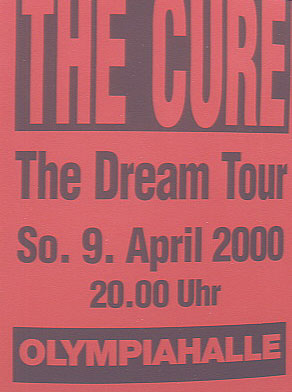 THE CURE
The Dream Tour
So. 9. April 2000
20.00 Uhr
OLYMPIAHALLE